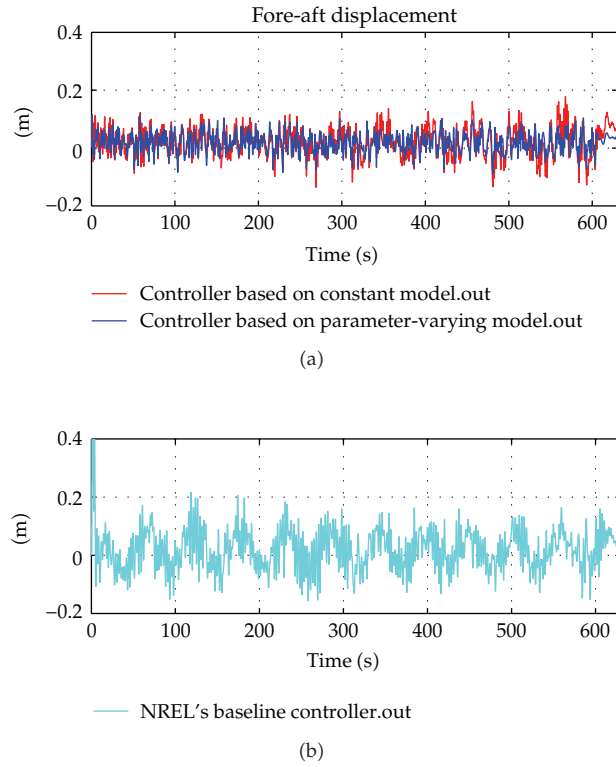 Fore-aft displacement
0.4
0.2
0
−0.2
(m)
0 100 200 300 400 500 600
Time (s)
Controller based on constant model.out
Controller based on parameter-varying model.out
(a)
0.4
0.2
0
−0.2
(m)
0 100 200 300 400 500 600
Time (s)
NREL's baseline controller.out
(b)